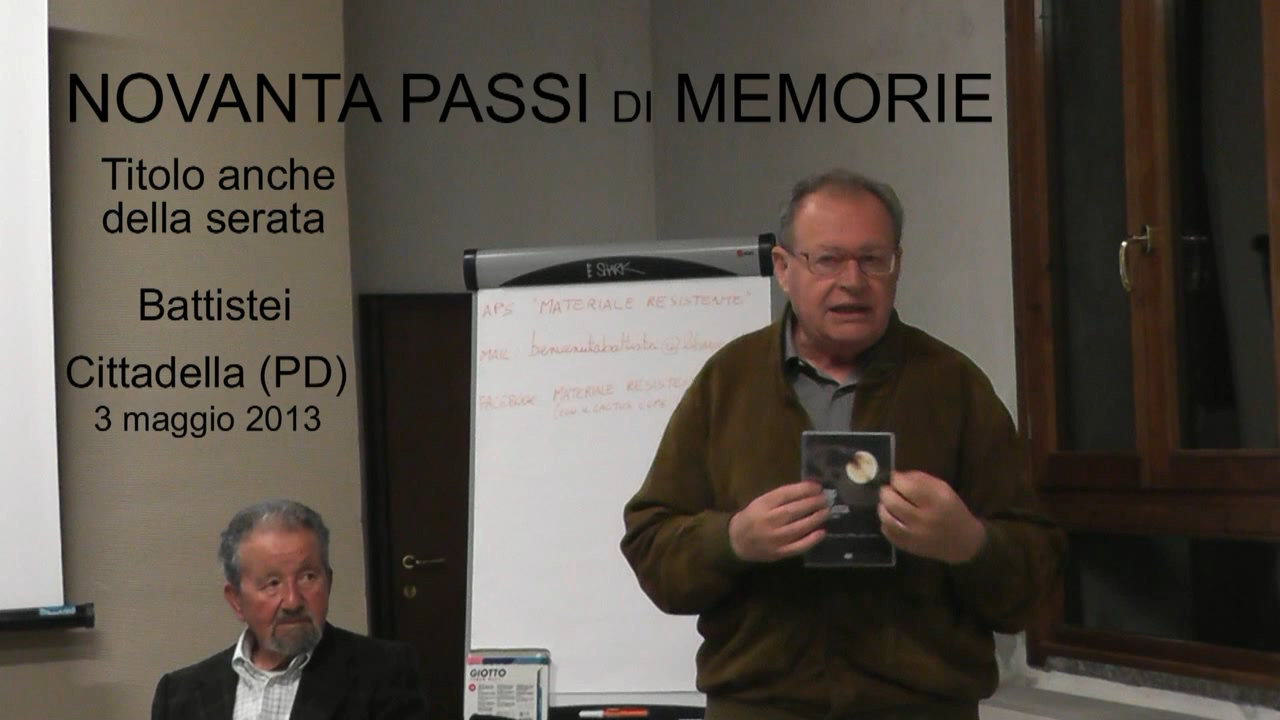 NOVANTA PASSI DI MEMORIE
Titolo anche
della serata
Battistei
Cittadella (PD)
3 maggio 2013
SHARK
APS "MATERIALE RESISTENTE"
MAIL
FACEBOOK MATERIALE
GIOTTO